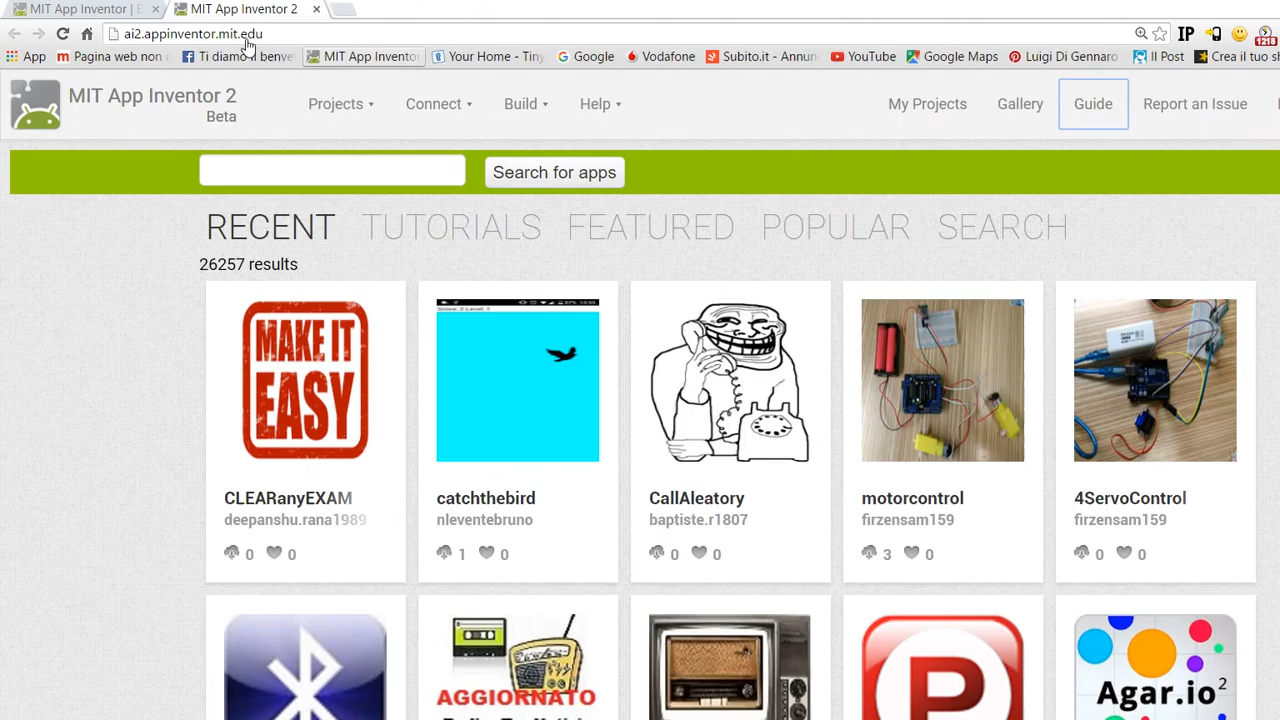 MIT App Inventor | E
MIT App Inventor 2
ai2.appinventor.mit.edu
IP
1218
App
Pagina web non d
Ti diamo il benve
MIT App Inventor
Your Home - Tiny
Google
Vodafone
Subito.it - Annun
YouTube
Google Maps
Luigi Di Gennaro
Il Post
Crea il tuo si
MIT App Inventor 2
Beta
Projects
Connect
Build
Help
My Projects
Gallery
Guide
Report an Issue
Search for apps
RECENT TUTORIALS FEATURED POPULAR SEARCH
26257 results
MAKE IT
EASY
CLEARanyEXAM
deepanshu.rana1989
0 0
catchthebird
nleventebruno
1 0
CallAleatory
baptiste.r1807
0 0
motorcontrol
firzensam159
3 0
4ServoControl
firzensam159
0 0
AGGIORNATO
P
Agar.io²